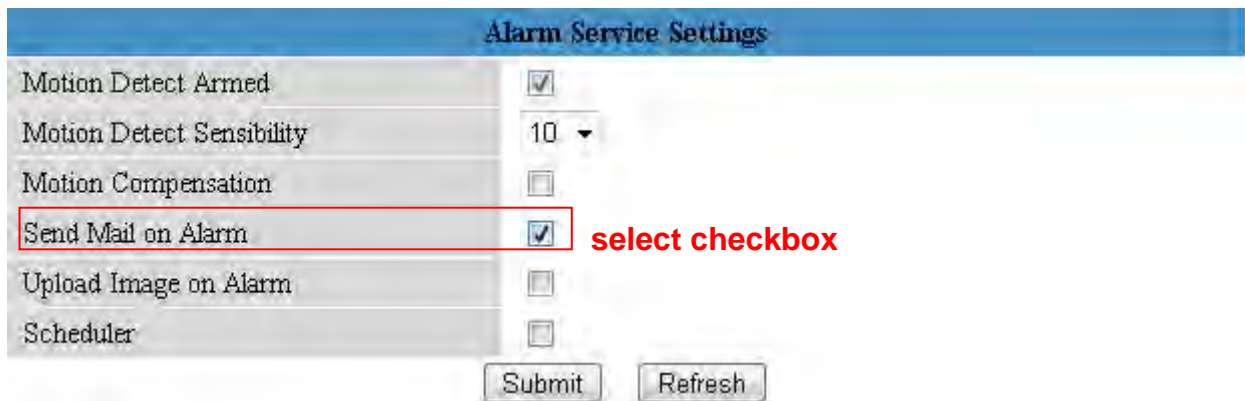 Alarm Service Settings
Motion Detect Armed
Motion Detect Sensibility 10
Motion Compensation
Send Mail on Alarm select checkbox
Upload Image on Alarm
Scheduler
Submit Refresh